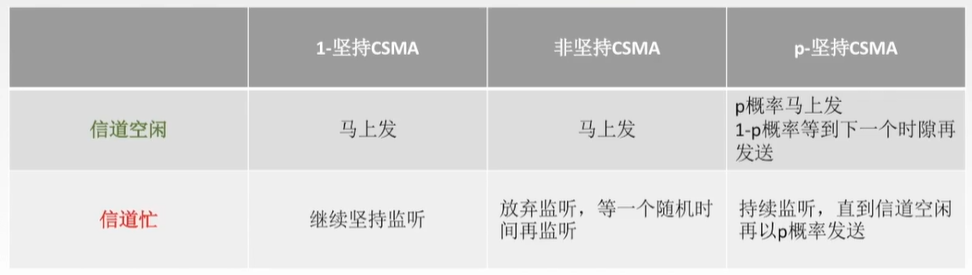 1-坚持CSMA
非坚持CSMA
p-坚持CSMA
信道空闲
马上发
马上发
p概率马上发
1-p概率等到下一个时隙再
发送
信道忙
继续坚持监听
放弃监听，等一个随机时
间再监听
持续监听，直到信道空闲
再以p概率发送